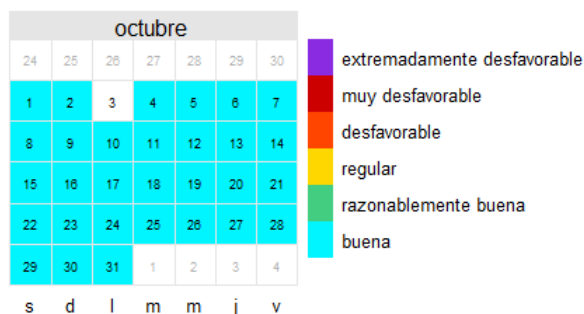 octubre
24 25 26 27 28 29 30
1 2 3 4 5 6 7
8 9 10 11 12 13 14
15 16 17 18 19 20 21
22 23 24 25 26 27 28
29 30 31 1 2 3 4
s d l m m j v
extremadamente desfavorable
muy desfavorable
desfavorable
regular
razonablemente buena
buena